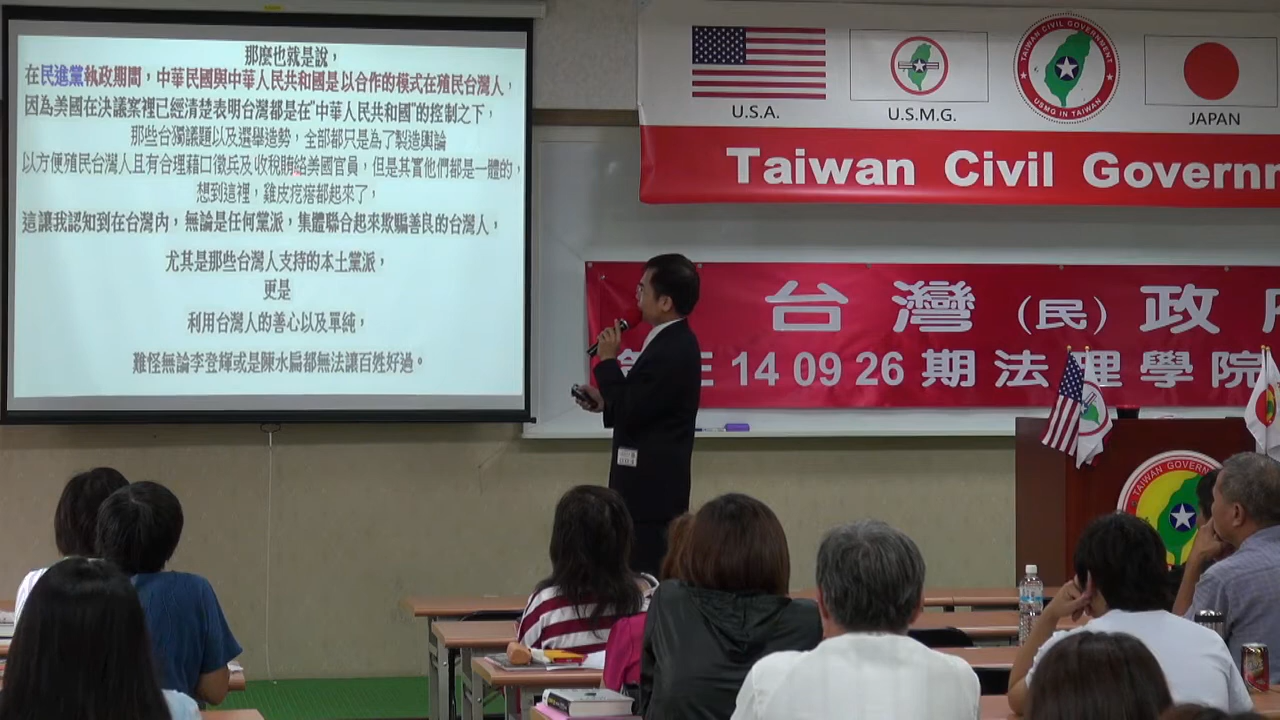 那麼也就是說，
在民進黨執政期間，中華民國與中華人民共和國是以合作的模式在殖民台灣人，
因為美國在決議案裡已經清楚表明台灣都是在"中華人民共和國"的控制之下，
那些台獨議題以及選舉造勢，全部都只是為了製造輿論
以方便殖民台灣人且有合理藉口徵兵及收稅賄絡美國官員，但是其實他們都是一體的，
想到這裡，雞皮疙瘩都起來了，
這讓我認知到在台灣內，無論是任何黨派，集體聯合起來欺騙善良的台灣人，
尤其是那些台灣人支持的本土黨派，
更是
利用台灣人的善心以及單純，
難怪無論李登輝或是陳水扁都無法讓百姓好過。
U.S.A.
U.S.M.G.
TAIWAN CIVIL GOVERNMENT
USMG IN TAIWAN
JAPAN
Taiwan Civil Governm
台灣(民)政府
14 09 26 期法理學院
TAIWAN GOVERN